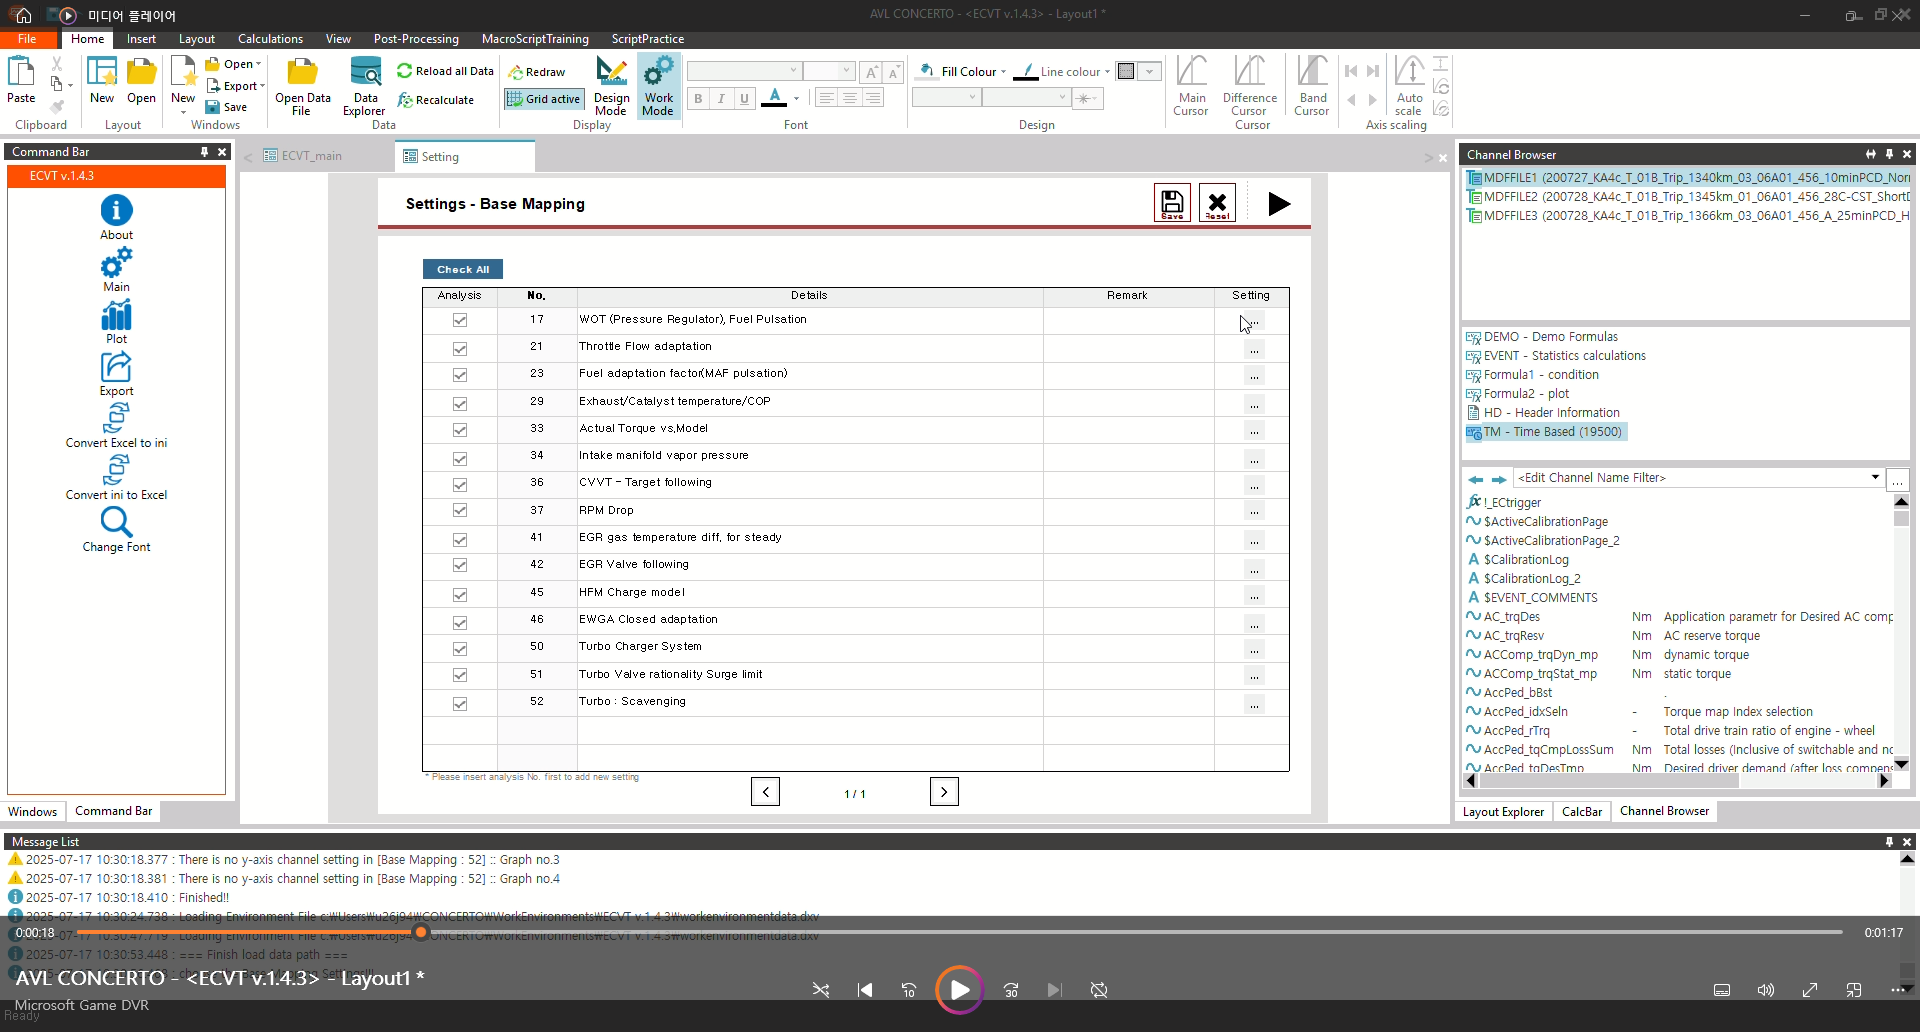 미디어 플레이어
AVL CONCERTO - <ECVT v.1.4.3> - Layout1 *
File Home Insert Layout Calculations View Post-Processing MacroScriptTraining ScriptPractice
Paste
Clipboard
New Open
Layout
New
Open
Export
Save
Windows
Open Data File
Data Explorer
Reload all Data
Recalculate
Data
Redraw
Grid active
Design Mode
Work Mode
Display
B I U A
Font
Fill Colour Line colour
Design
Main Cursor
Difference Cursor
Band Cursor
Cursor
Auto scale
Axis scaling
Command Bar
ECVT v.1.4.3
About
Main
Plot
Export
Convert Excel to ini
Convert ini to Excel
Change Font
Windows Command Bar
ECVT_main
Setting
Settings - Base Mapping
Save
Reset
Check All
Analysis No. Details Remark Setting
17 WOT (Pressure Regulator), Fuel Pulsation ...
21 Throttle Flow adaptation ...
23 Fuel adaptation factor(MAF pulsation) ...
29 Exhaust/Catalyst temperature/COP ...
33 Actual Torque vs.Model ...
34 Intake manifold vapor pressure ...
36 CVVT - Target following ...
37 RPM Drop ...
41 EGR gas temperature diff. for steady ...
42 EGR Valve following ...
45 HFM Charge model ...
46 EWGA Closed adaptation ...
50 Turbo Charger System ...
51 Turbo Valve rationality Surge limit ...
52 Turbo : Scavenging ...
* Please insert analysis No. first to add new setting
< 1 / 1 >
Channel Browser
MDFFILE1 (200727_KA4c_T_01B_Trip_1340km_03_06A01_456_10minPCD_Nor
MDFFILE2 (200728_KA4c_T_01B_Trip_1345km_01_06A01_456_28C-CST_Short
MDFFILE3 (200728_KA4c_T_01B_Trip_1366km_03_06A01_456_A_25minPCD_H
DEMO - Demo Formulas
EVENT - Statistics calculations
Formula1 - condition
Formula2 - plot
HD - Header Information
TM - Time Based (19500)
<Edit Channel Name Filter>
...
!_ECtrigger
$ActiveCalibrationPage
$ActiveCalibrationPage_2
$CalibrationLog
$CalibrationLog_2
$EVENT_COMMENTS
AC_trqDes Nm Application parametr for Desired AC comp
AC_trqResv Nm AC reserve torque
ACComp_trqDyn_mp Nm dynamic torque
ACComp_trqStat_mp Nm static torque
AccPed_bBst .
AccPed_idxSeln - Torque map Index selection
AccPed_rTrq - Total drive train ratio of engine - wheel
AccPed_tqCmpLossSum Nm Total losses (Inclusive of switchable and no
AccPed_tqDesTmp Nm Desired driver demand (after loss compens
Layout Explorer CalcBar Channel Browser
Message List
2025-07-17 10:30:18.377 : There is no y-axis channel setting in [Base Mapping : 52] :: Graph no.3
2025-07-17 10:30:18.381 : There is no y-axis channel setting in [Base Mapping : 52] :: Graph no.4
2025-07-17 10:30:18.410 : Finished!!
2025-07-17 10:30:24.738 : Loading Environment File c:₩Users₩u26j94₩CONCERTO₩WorkEnvironments₩ECVT v.1.4.3₩workenvironmentdata.dxv
2025-07-17 10:30:47.719 : Loading Environment File c:₩Users₩u26j94₩CONCERTO₩WorkEnvironments₩ECVT v.1.4.3₩workenvironmentdata.dxv
0:00:18
0:01:17
2025-07-17 10:30:53.448 : === Finish load data path ===
AVL CONCERTO - <ECVT v.1.4.3> - Layout1 *
10
30
Microsoft Game DVR
Ready